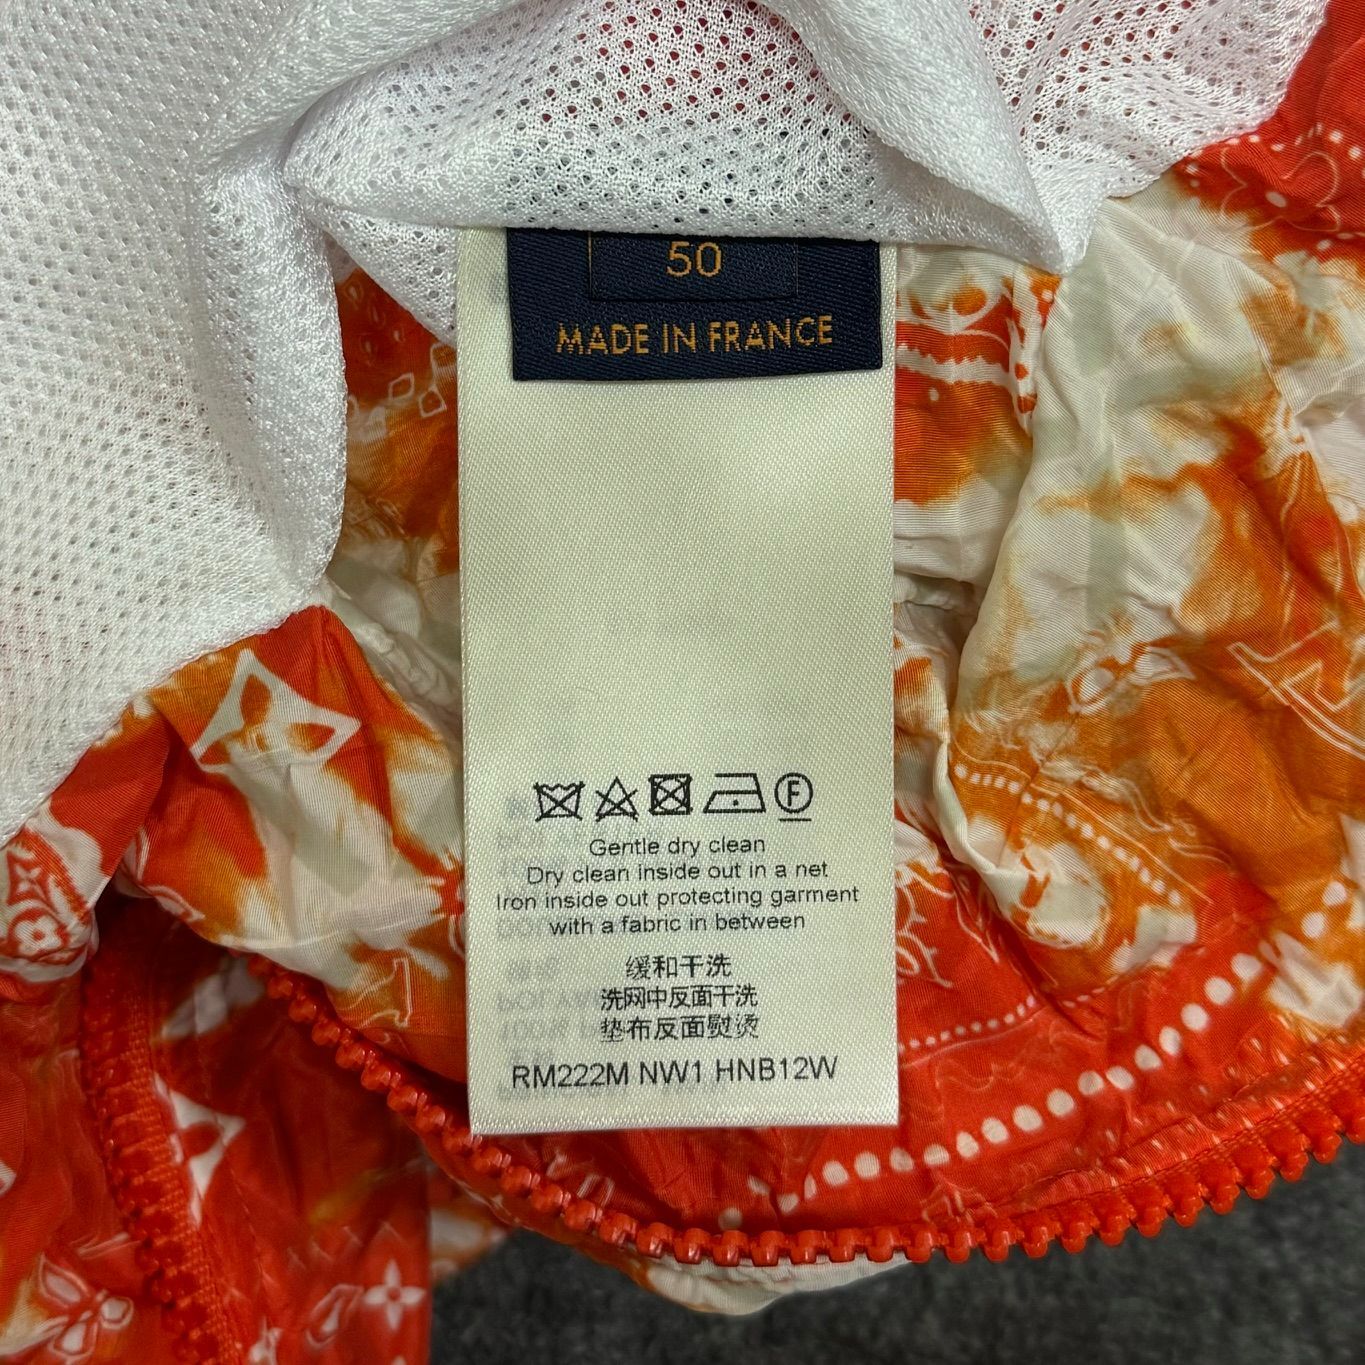 50
MADE IN FRANCE
F
Gentle dry clean
Dry clean inside out in a net
Iron inside out protecting garment
with a fabric in between
缓和干洗
洗网中反面干洗
垫布反面熨烫
RM222M NW1 HNB12W